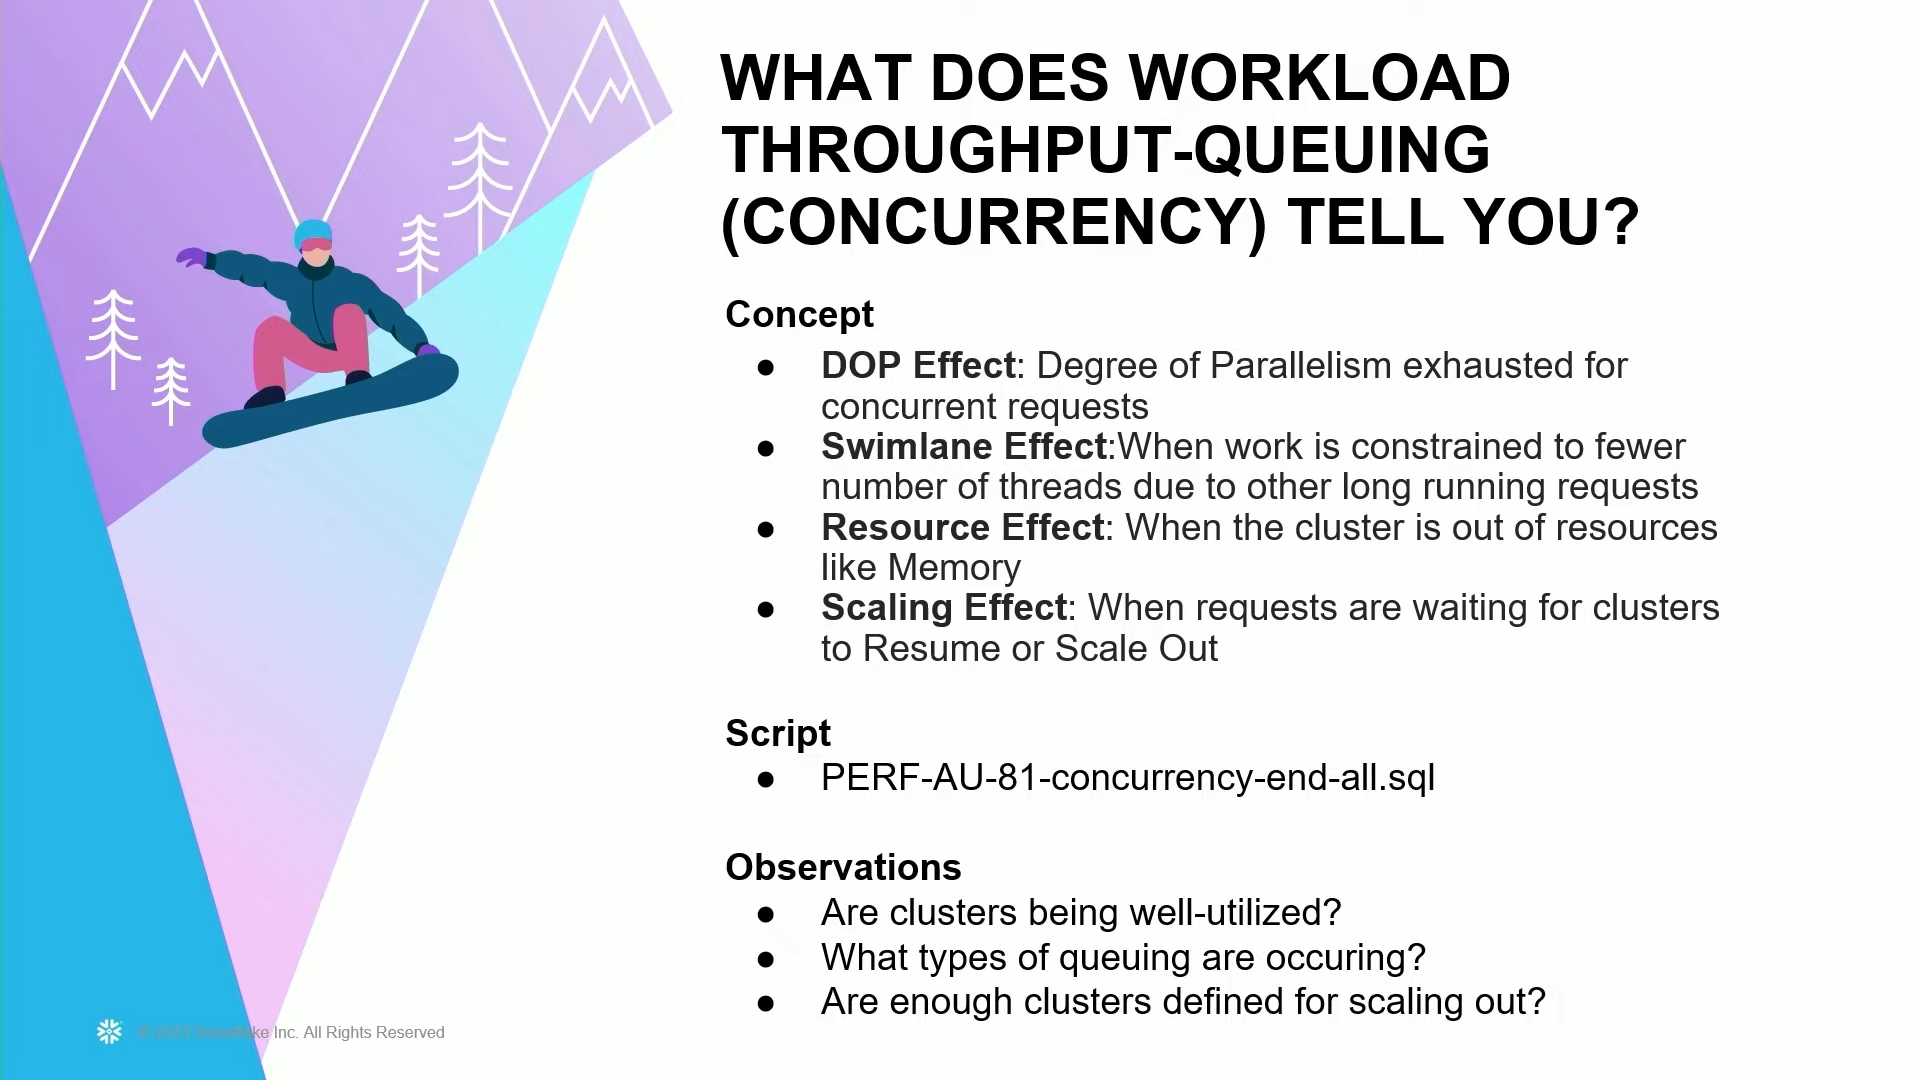 WHAT DOES WORKLOAD
THROUGHPUT-QUEUING
(CONCURRENCY) TELL YOU?
Concept
● DOP Effect: Degree of Parallelism exhausted for
concurrent requests
● Swimlane Effect:When work is constrained to fewer
number of threads due to other long running requests
● Resource Effect: When the cluster is out of resources
like Memory
● Scaling Effect: When requests are waiting for clusters
to Resume or Scale Out
Script
● PERF-AU-81-concurrency-end-all.sql
Observations
● Are clusters being well-utilized?
● What types of queuing are occuring?
● Are enough clusters defined for scaling out?
© Snowflake Inc. All Rights Reserved